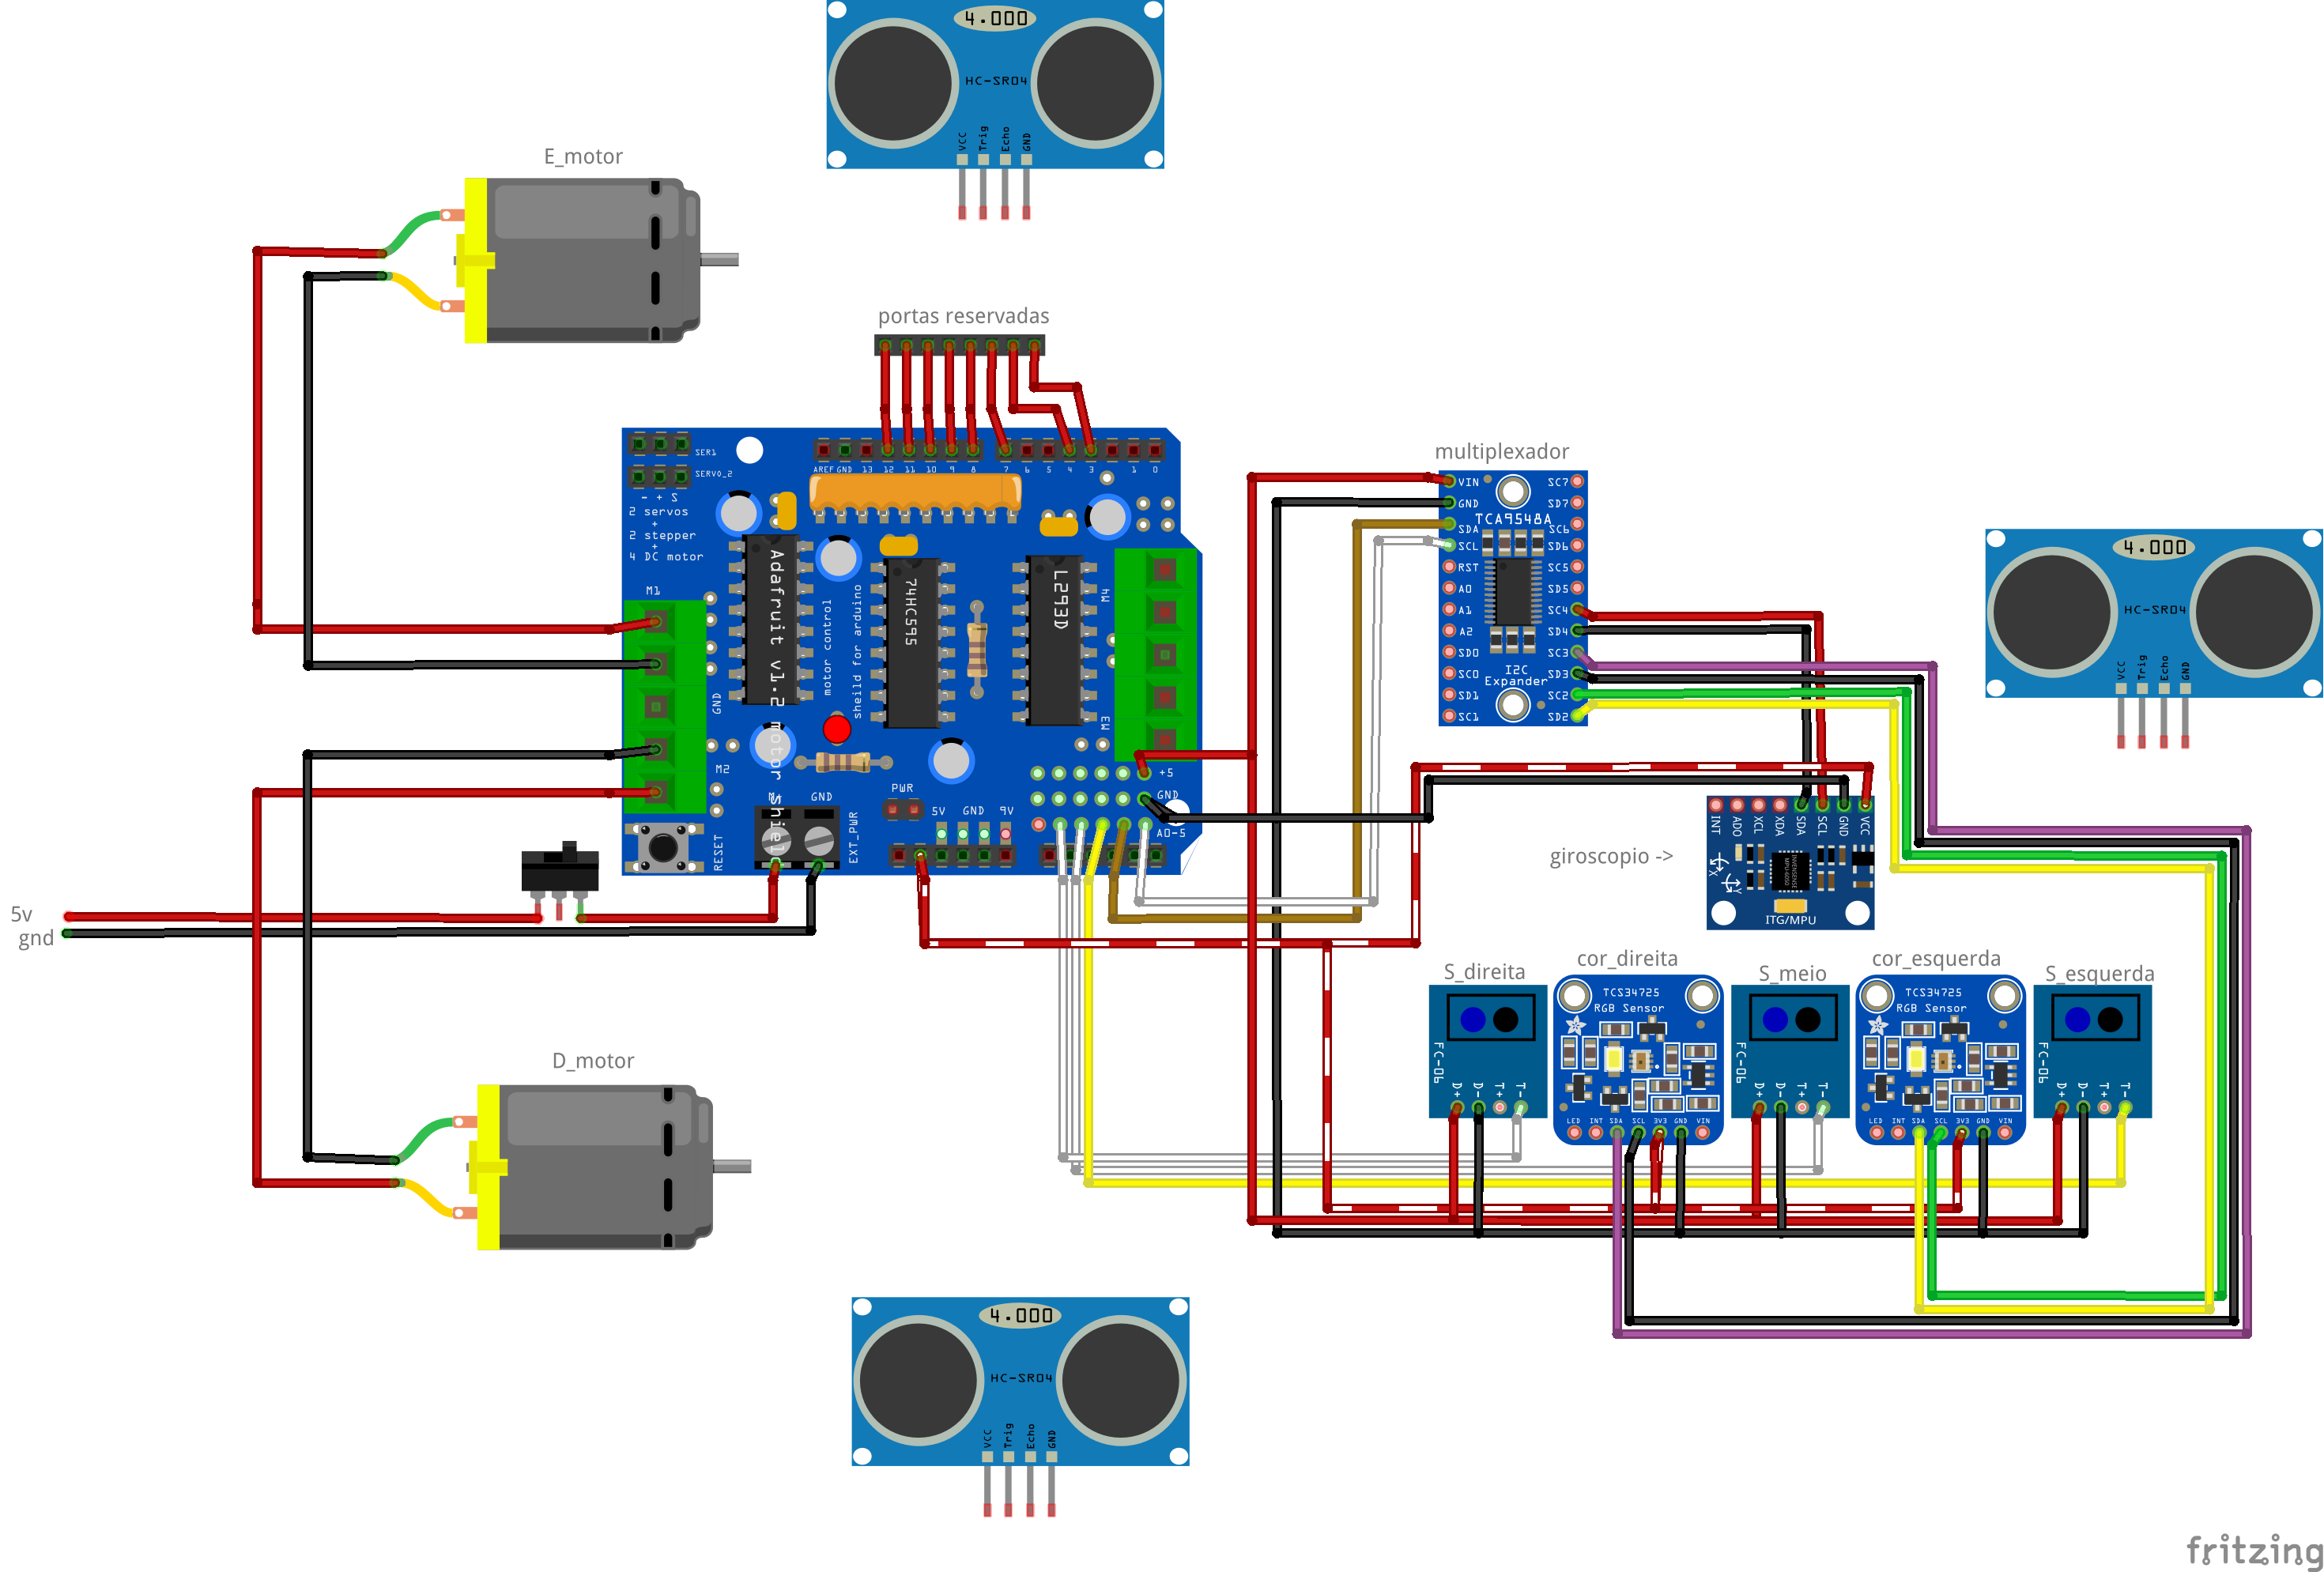 4.000
HC-SR04
VCC
Trig
Echo
GND
E_motor
portas reservadas
SER1
SERVO_2
- + S
2 servos
+
2 stepper
+
4 DC motor
AREF GND 13 12 11 10 9 8 7 6 5 4 3 1 0
M1
GND
M2
RESET
Adafruit v1.2 motor shiel
motor control
sheild for arduino
74HC595
L293D
M4
M3
GND
EXT_PWR
PWR
5V GND 9V
+5
GND
A0-5
5v
gnd
multiplexador
VIN
GND
SDA
SCL
RST
A0
A1
A2
SD0
SC0
SD1
SC1
TCA9548A
I2C
Expander
SC7
SD7
SC6
SD6
SC5
SD5
SC4
SD4
SC3
SD3
SC2
SD2
4.000
HC-SR04
VCC
Trig
Echo
GND
giroscopio ->
INT
ADO
XCL
XDA
SDA
SCL
GND
VCC
X
Y
INVENSENSE
MPU-6050
ITG/MPU
S_direita
FC-06
D+
D-
T+
T-
cor_direita
TCS34725
RGB Sensor
LED INT SDA SCL 3V3 GND VIN
S_meio
FC-06
D+
D-
T+
T-
cor_esquerda
TCS34725
RGB Sensor
LED INT SDA SCL 3V3 GND VIN
S_esquerda
FC-06
D+
D-
T+
T-
D_motor
4.000
HC-SR04
VCC
Trig
Echo
GND
fritzing